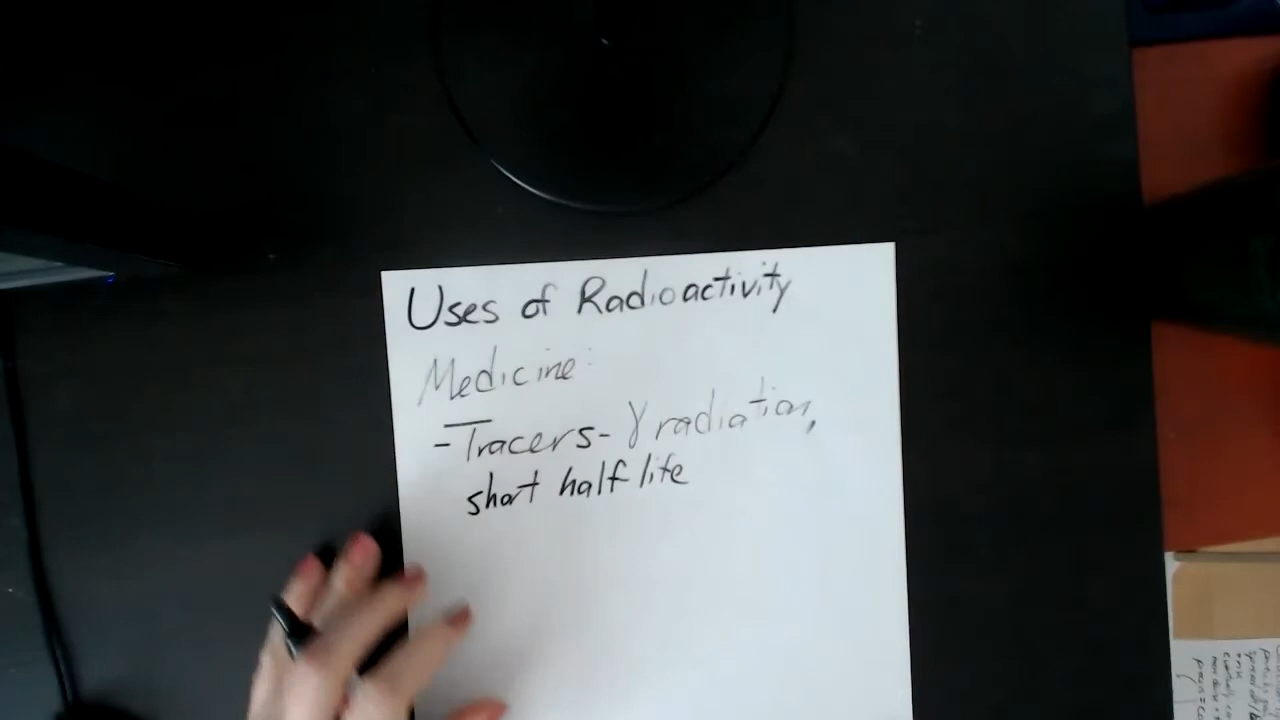 Uses of Radioactivity
Medicine:
- Tracers - γ radiation,
short half life